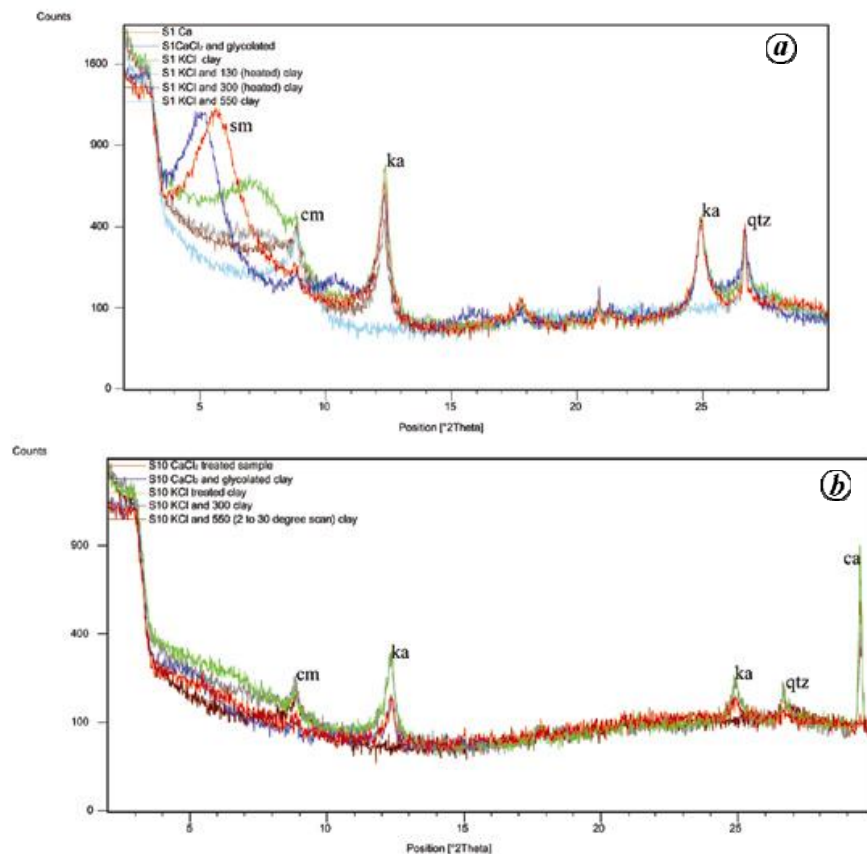 Counts
S1 Ca
S1CaCl₂ and glycolated
S1 KCl clay
S1 KCl and 130 (heated) clay
S1 KCl and 300 (heated) clay
S1 KCl and 550 clay
a
1600
900
400
100
0
sm
cm
ka
ka
qtz
5 10 15 20 25
Position [°2Theta]
Counts
S10 CaCl₂ treated sample
S10 CaCl₂ and glycolated clay
S10 KCl treated clay
S10 KCl and 300 clay
S10 KCl and 550 (2 to 30 degree scan) clay
b
900
400
100
0
cm
ka
ka
qtz
ca
5 10 15 20 25
Position [°2Theta]